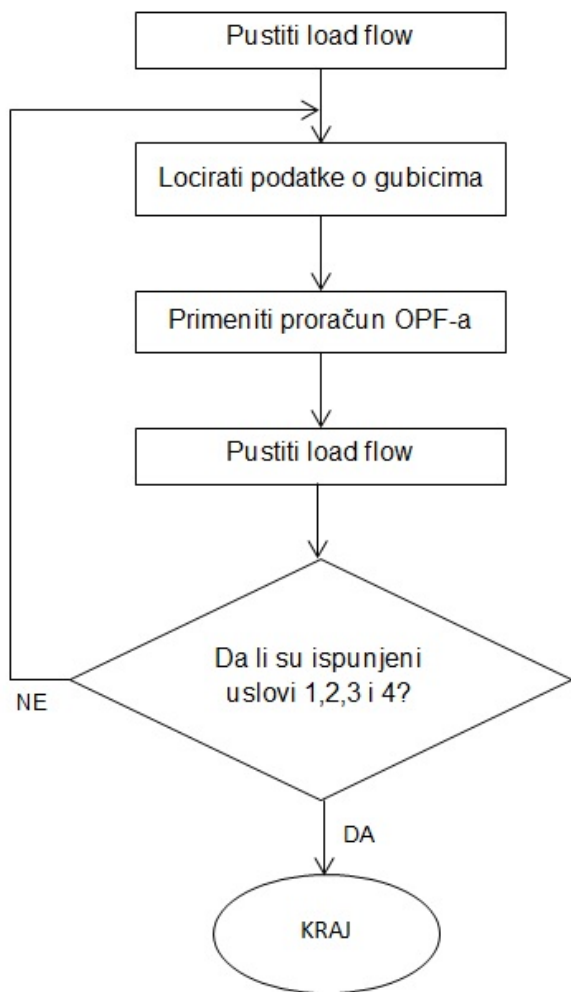 Pustiti load flow
Locirati podatke o gubicima
Primeniti proračun OPF-a
Pustiti load flow
Da li su ispunjeni
uslovi 1,2,3 i 4?
NE
DA
KRAJ